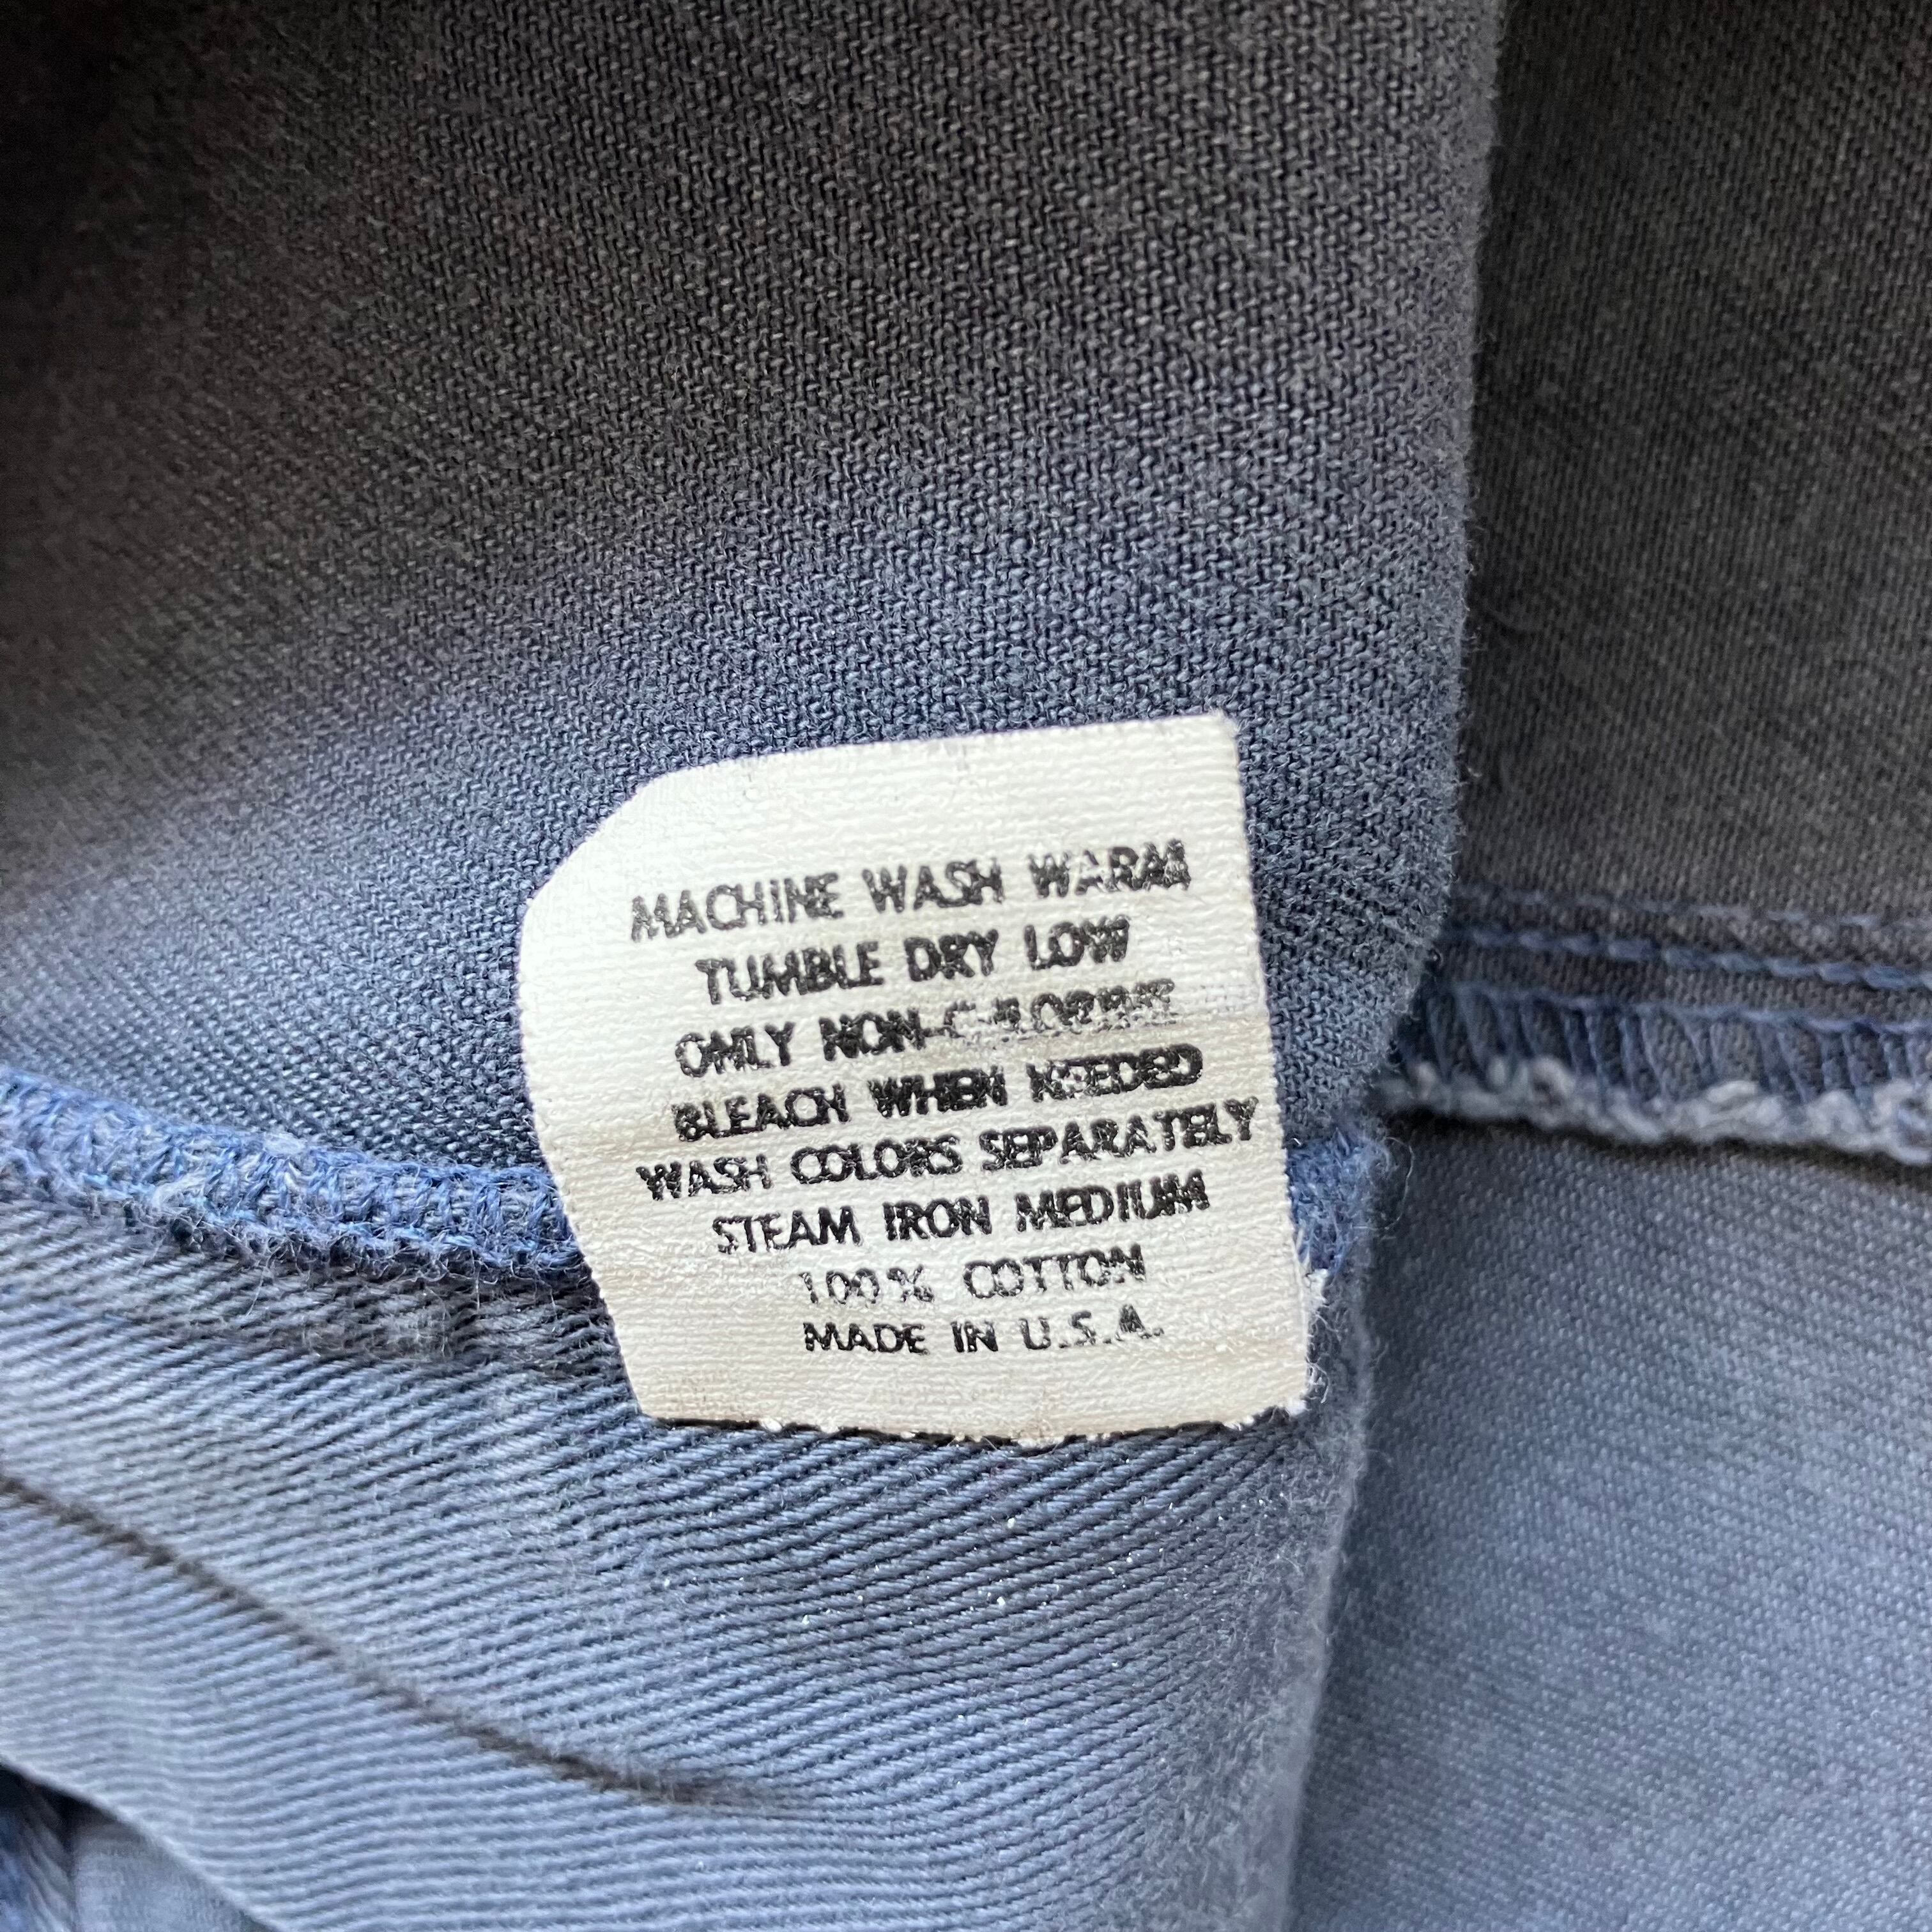 MACHINE WASH WARM
TUMBLE DRY LOW
ONLY NON-CHLORINE
BLEACH WHEN NEEDED
WASH COLORS SEPARATELY
STEAM IRON MEDIUM
100% COTTON
MADE IN U.S.A.